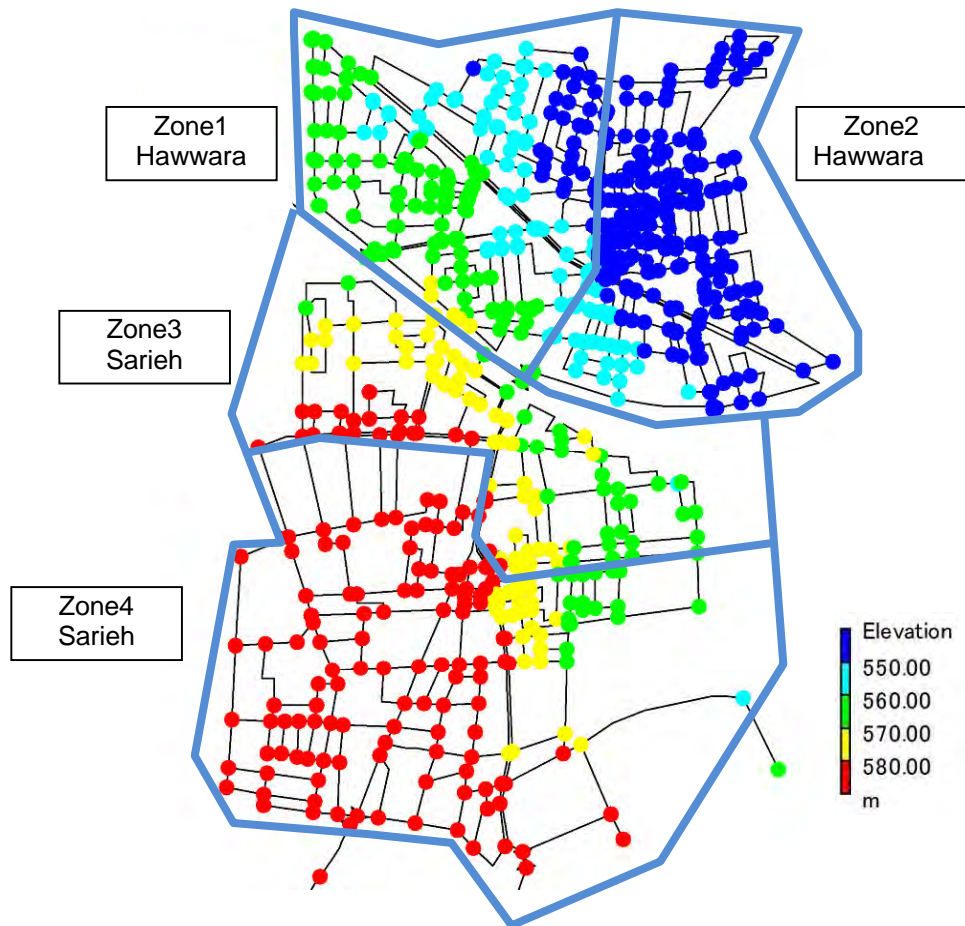 Zone1
Hawwara
Zone2
Hawwara
Zone3
Sarieh
Zone4
Sarieh
Elevation
550.00
560.00
570.00
580.00
m